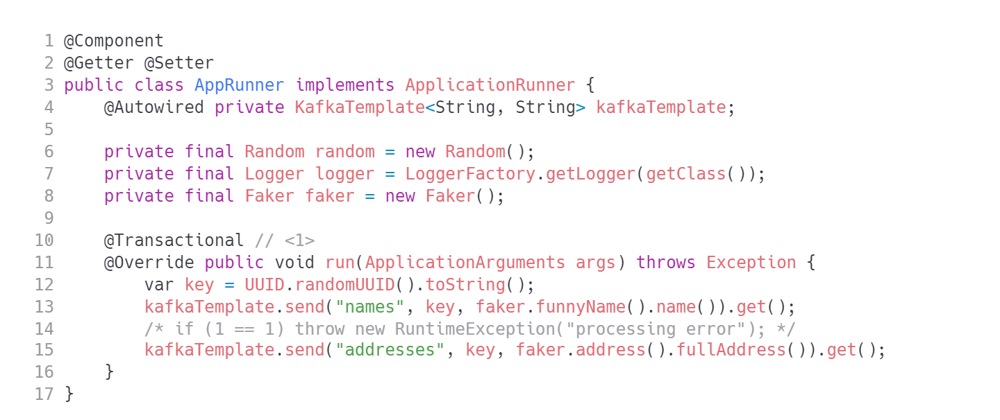 1 @Component
2 @Getter @Setter
3 public class AppRunner implements ApplicationRunner {
4     @Autowired private KafkaTemplate<String, String> kafkaTemplate;
5
6     private final Random random = new Random();
7     private final Logger logger = LoggerFactory.getLogger(getClass());
8     private final Faker faker = new Faker();
9
10     @Transactional // <1>
11     @Override public void run(ApplicationArguments args) throws Exception {
12         var key = UUID.randomUUID().toString();
13         kafkaTemplate.send("names", key, faker.funnyName().name()).get();
14         /* if (1 == 1) throw new RuntimeException("processing error"); */
15         kafkaTemplate.send("addresses", key, faker.address().fullAddress()).get();
16     }
17 }